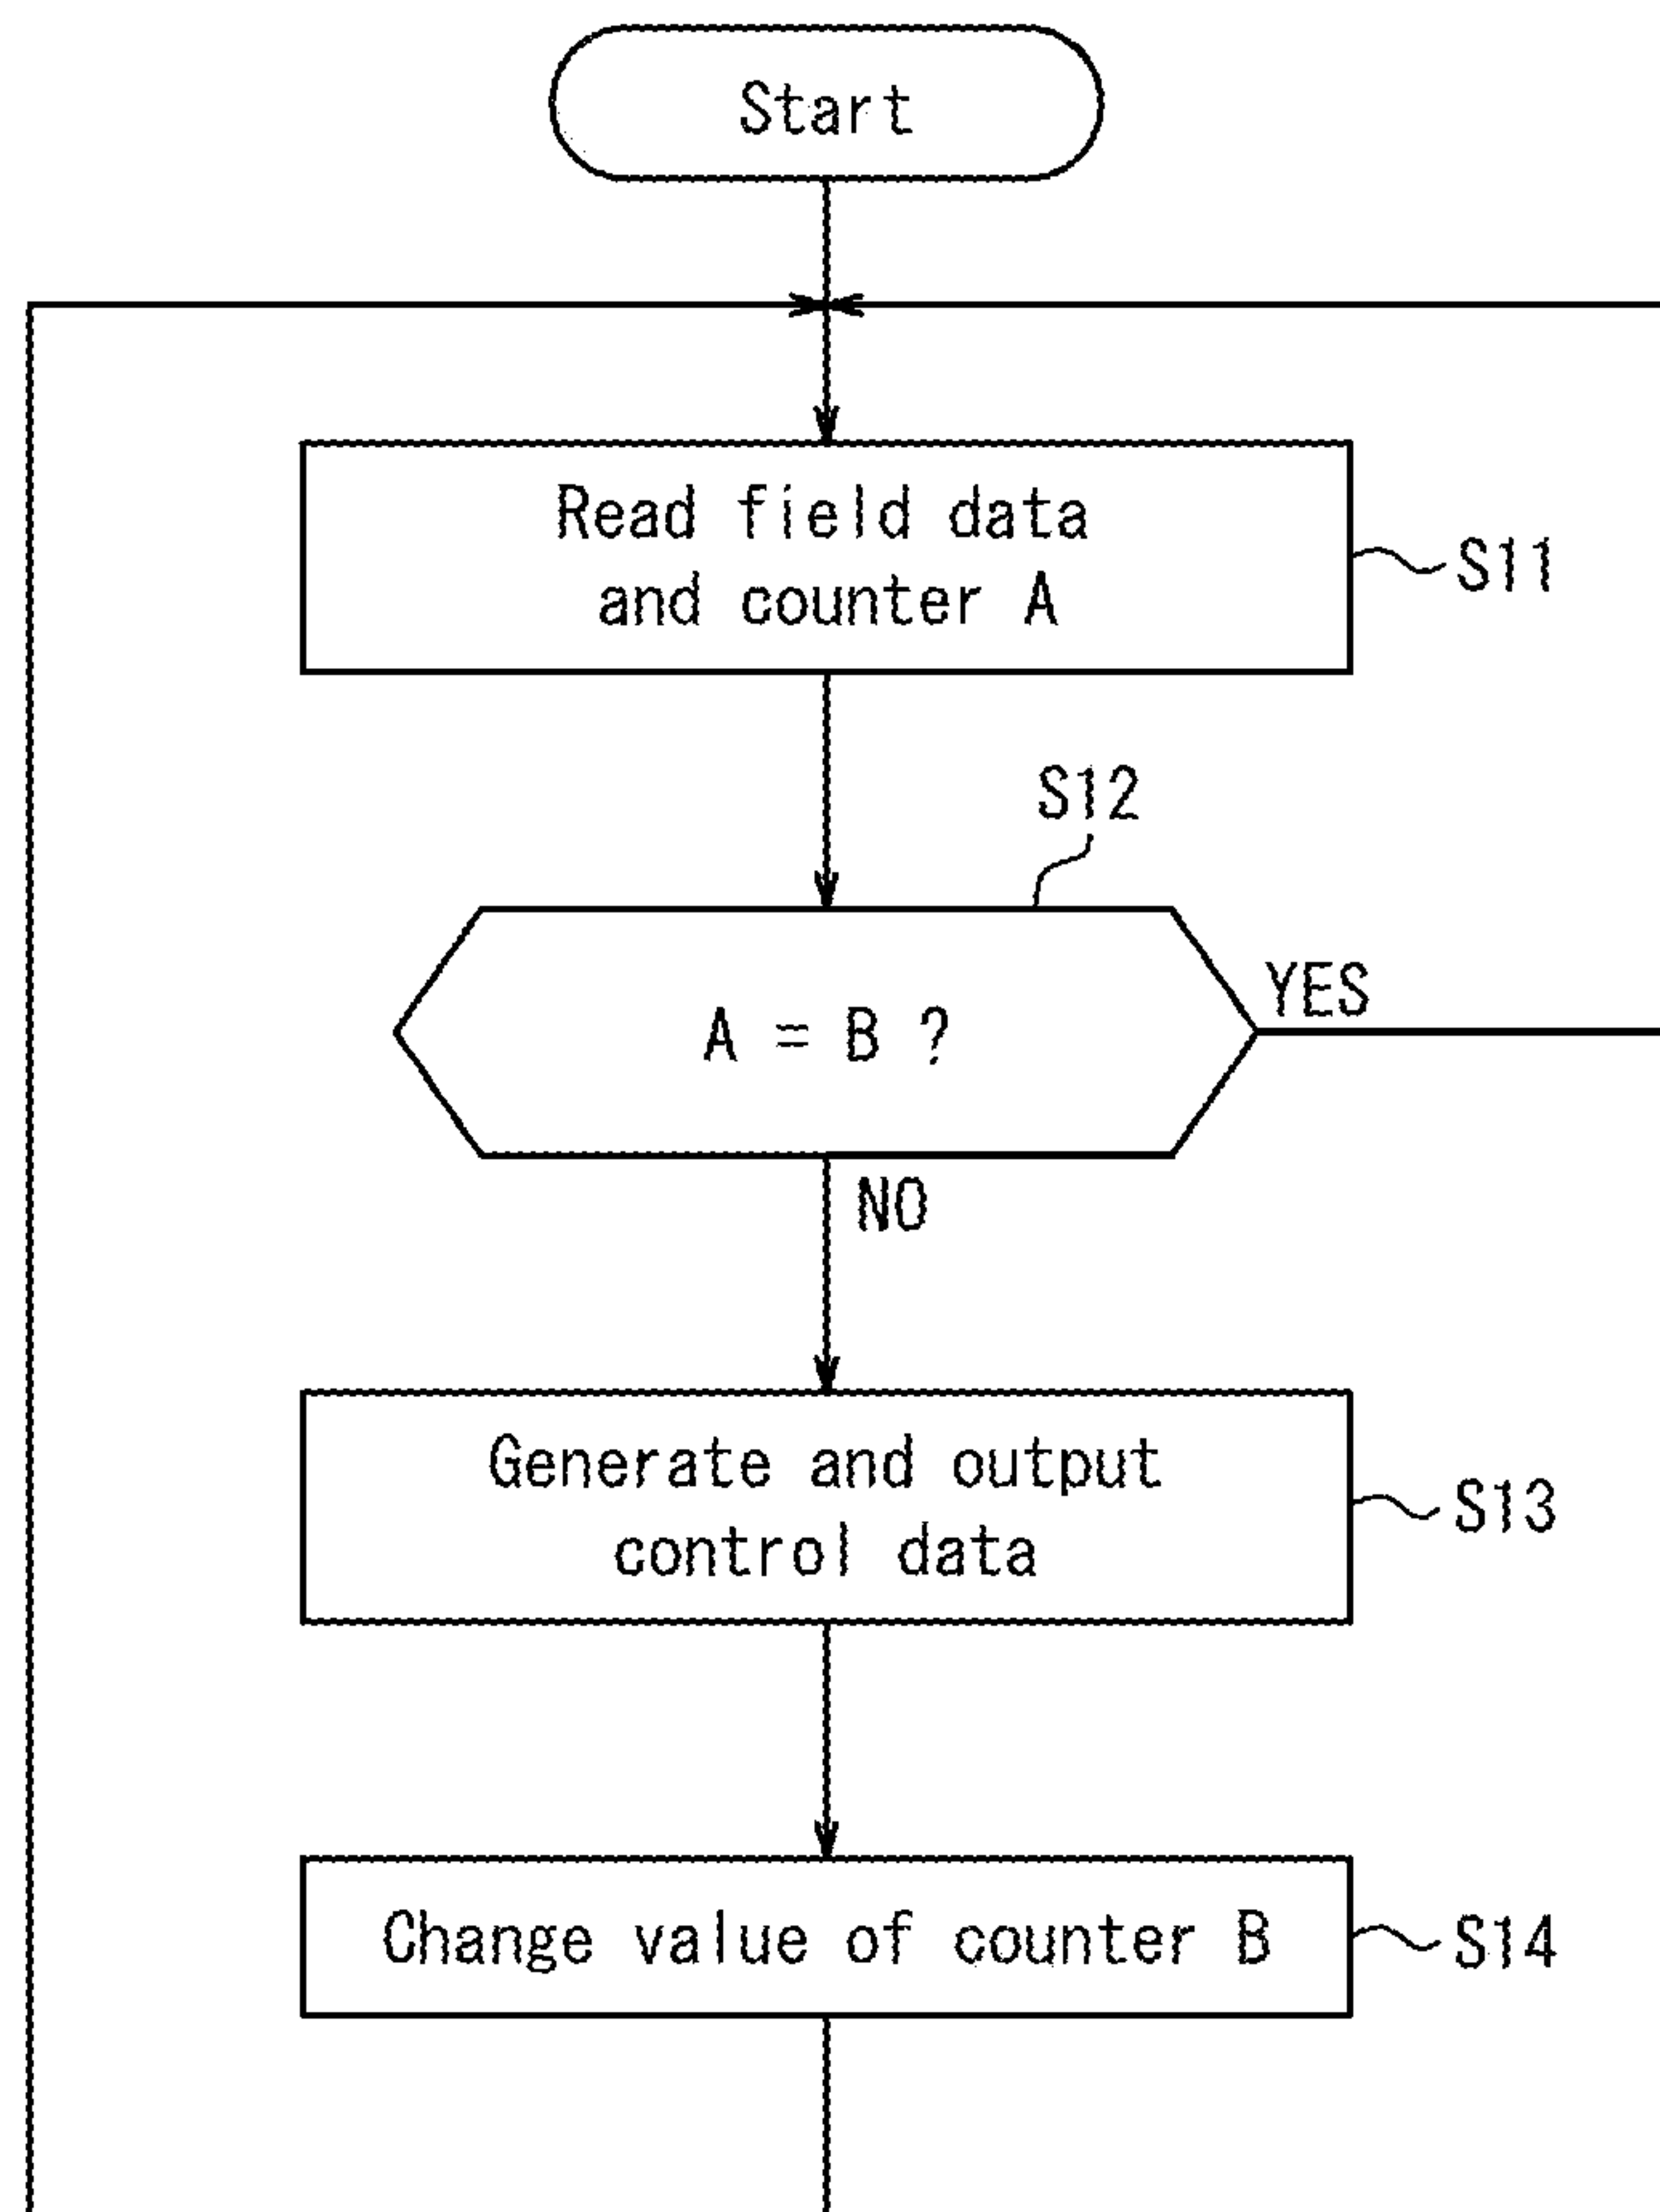 Start
Read field data
and counter A
S11
S12
A = B ?
YES
NO
Generate and output
control data
S13
Change value of counter B
S14